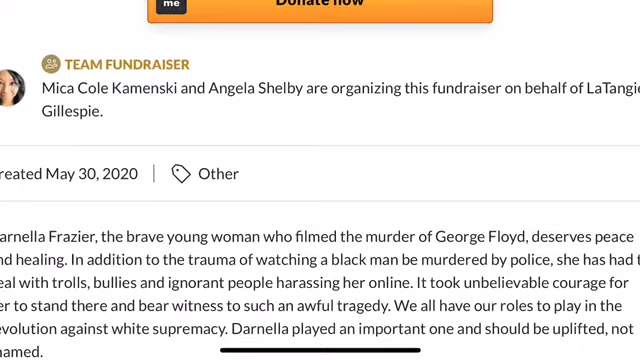 me
Donate now
TEAM FUNDRAISER
Mica Cole Kamenski and Angela Shelby are organizing this fundraiser on behalf of LaTangie
Gillespie.
reated May 30, 2020 | Other
arnella Frazier, the brave young woman who filmed the murder of George Floyd, deserves peace
nd healing. In addition to the trauma of watching a black man be murdered by police, she has had t
eal with trolls, bullies and ignorant people harassing her online. It took unbelievable courage for
er to stand there and bear witness to such an awful tragedy. We all have our roles to play in the
evolution against white supremacy. Darnella played an important one and should be uplifted, not
hamed.